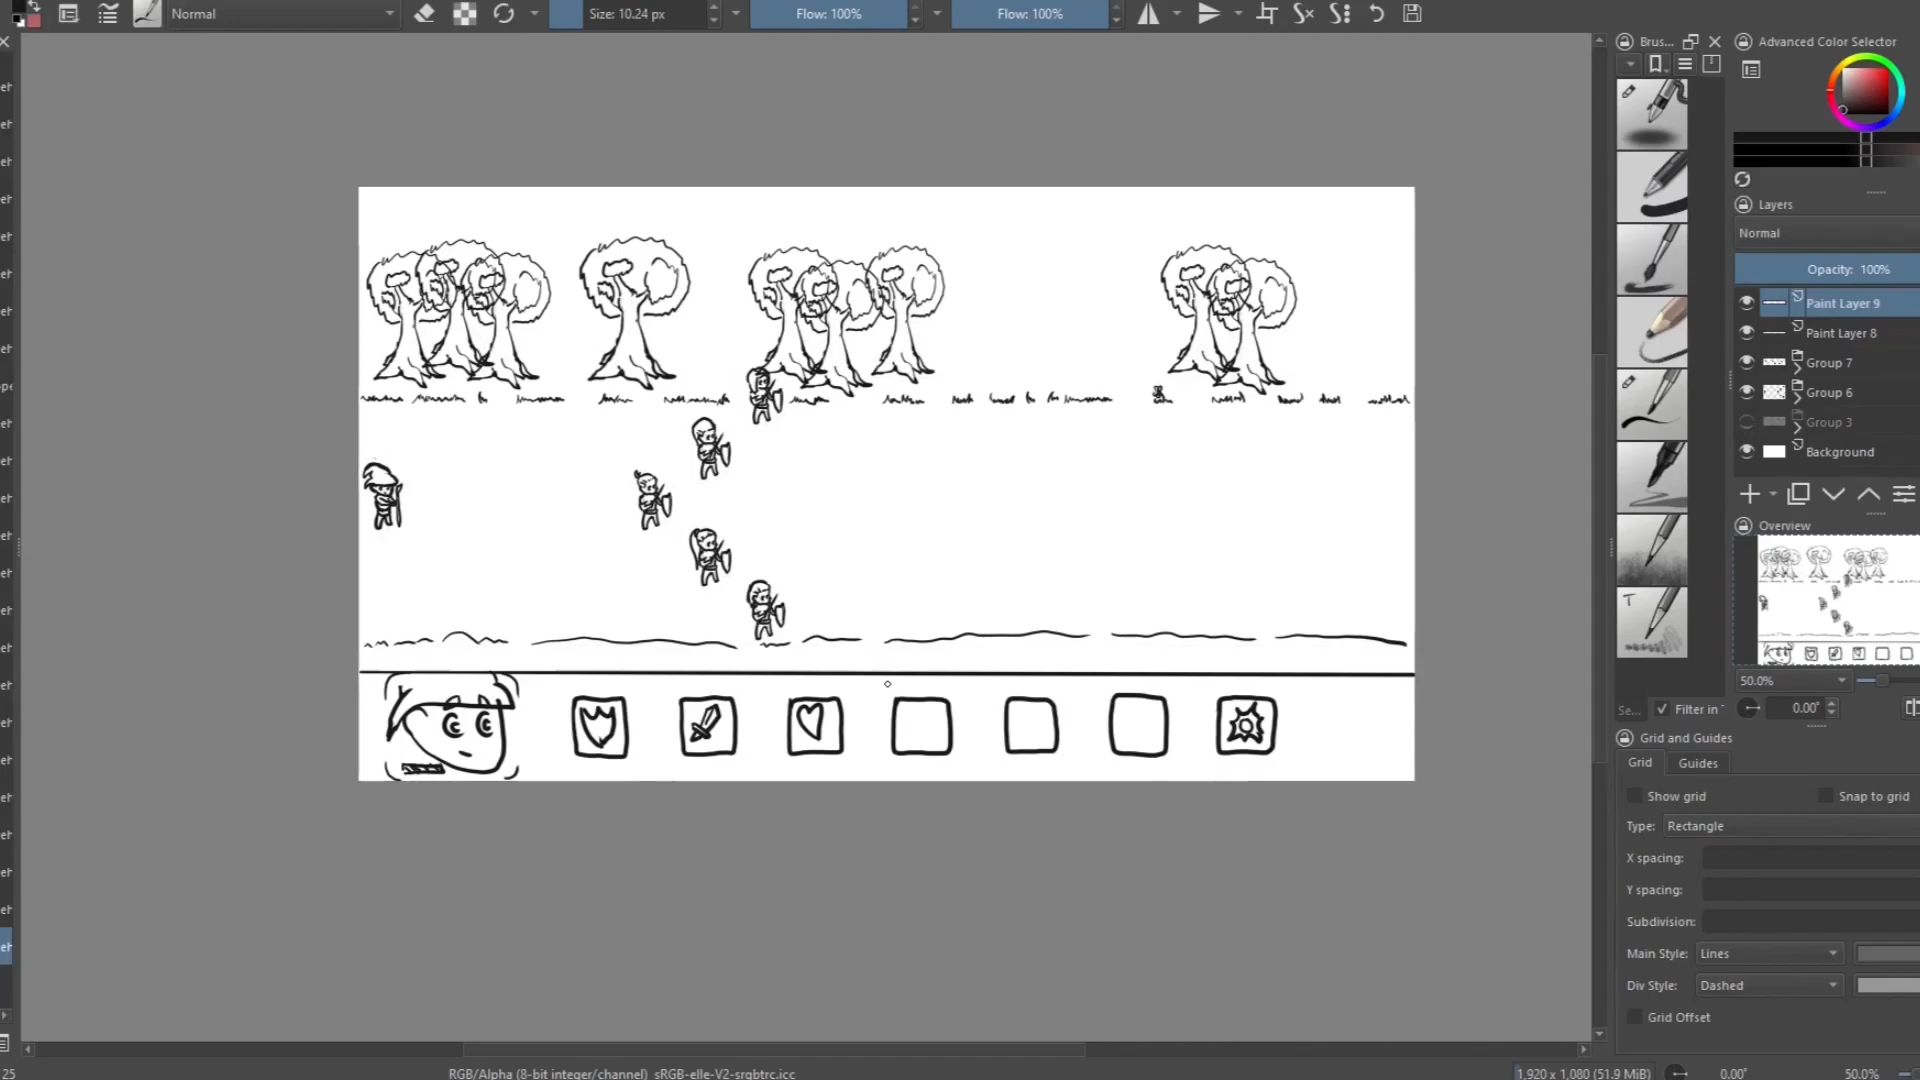 Normal
Size: 10.24 px
Flow: 100%
Flow: 100%
Brus...
Advanced Color Selector
Layers
Normal
Opacity: 100%
Paint Layer 9
Paint Layer 8
Group 7
Group 6
Group 3
Background
Overview
50.0%
0.00°
Se...
Filter in
Grid and Guides
Grid
Guides
Show grid
Snap to grid
Type:
Rectangle
X spacing:
Y spacing:
Subdivision:
Main Style:
Lines
Div Style:
Dashed
Grid Offset
25
RGB/Alpha (8-bit integer/channel) sRGB-elle-V2-srgbtrc.icc
1,920 x 1,080 (51.9 MiB)
0.00°
50.0%